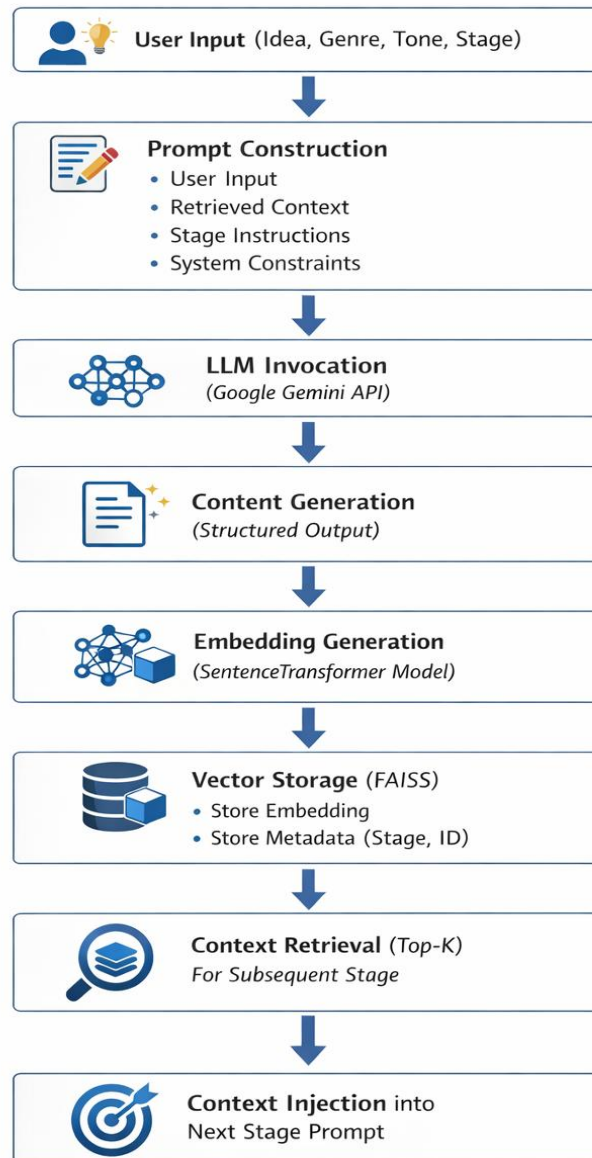 User Input (Idea, Genre, Tone, Stage)
Prompt Construction
• User Input
• Retrieved Context
• Stage Instructions
• System Constraints
LLM Invocation
(Google Gemini API)
Content Generation
(Structured Output)
Embedding Generation
(SentenceTransformer Model)
Vector Storage (FAISS)
• Store Embedding
• Store Metadata (Stage, ID)
Context Retrieval (Top-K)
For Subsequent Stage
Context Injection into
Next Stage Prompt